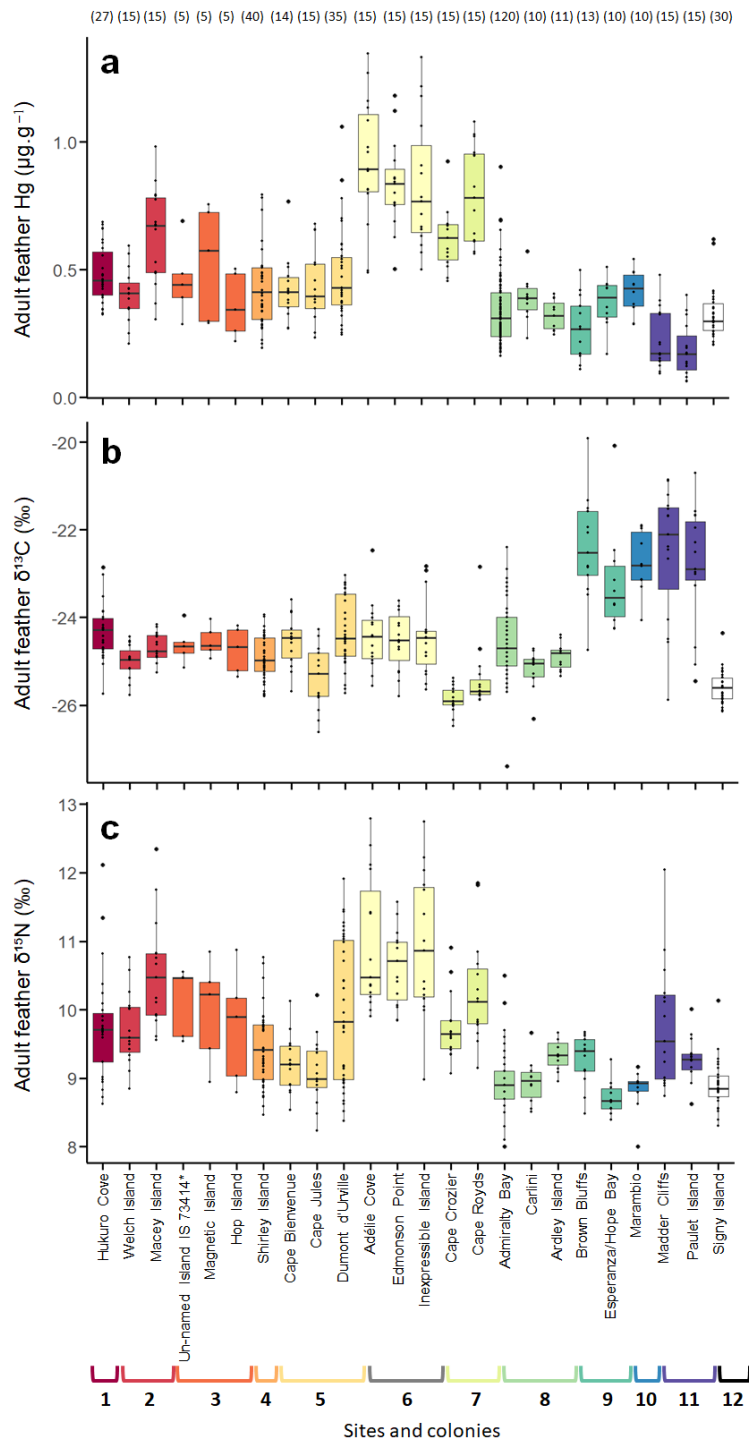 (27) (15) (15) (5) (5) (5) (40) (14) (15) (35) (15) (15) (15) (15) (15) (120) (10) (11) (13) (10) (10) (15) (15) (30)
a
Adult feather Hg (µg.g⁻¹)
1.0
0.5
0.0
b
Adult feather δ¹³C (‰)
-20
-22
-24
-26
c
Adult feather δ¹⁵N (‰)
13
12
11
10
9
8
Hukuro Cove
Welch Island
Macey Island
Un-named Island IS 73414*
Magnetic Island
Hop Island
Shirley Island
Cape Bienvenue
Cape Jules
Dumont d'Urville
Adélie Cove
Edmonson Point
Inexpressible Island
Cape Crozier
Cape Royds
Admiralty Bay
Carlini
Ardley Island
Brown Bluffs
Esperanza/Hope Bay
Marambio
Madder Cliffs
Paulet Island
Signy Island
1 2 3 4 5 6 7 8 9 10 11 12
Sites and colonies